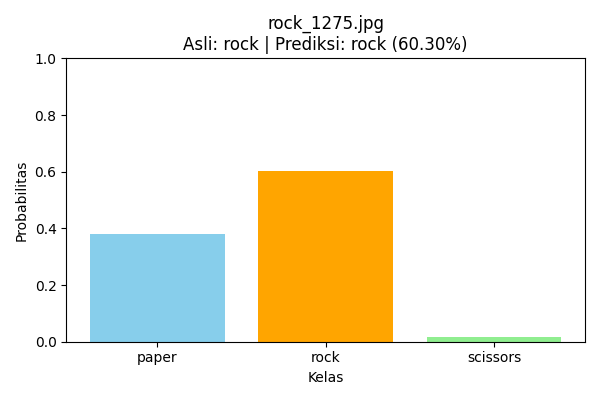 rock_1275.jpg
Asli: rock | Prediksi: rock (60.30%)
1.0
0.8
0.6
0.4
0.2
0.0
Probabilitas
paper
rock
scissors
Kelas